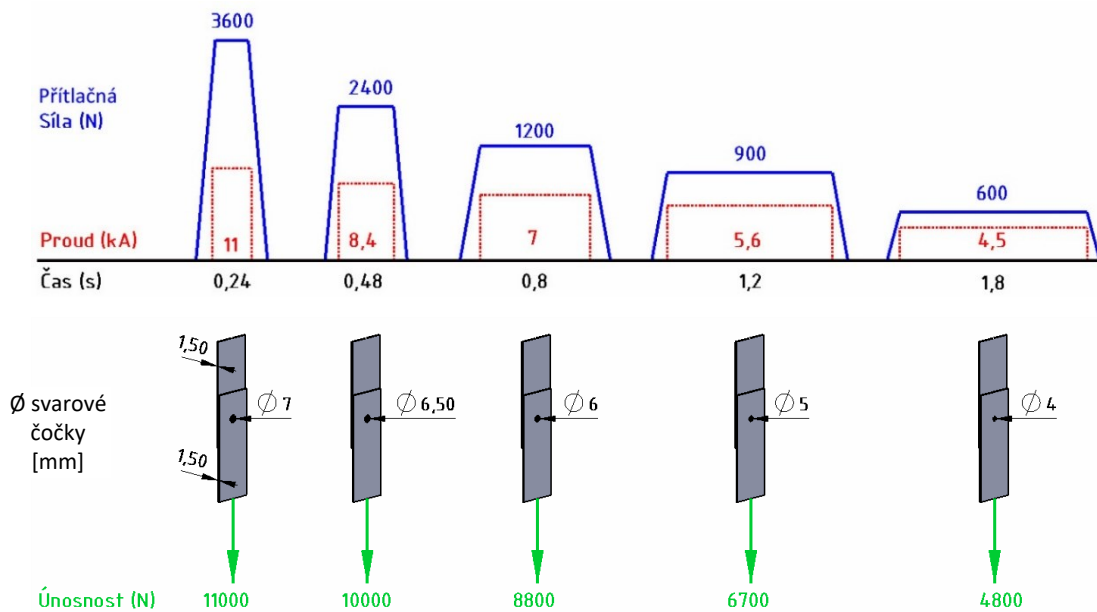 3600
2400
1200
900
600
Přítlačná
Síla (N)
Proud (kA) 11 8,4 7 5,6 4,5
Čas (s) 0,24 0,48 0,8 1,2 1,8
1,50
Ø svarové
čočky
[mm]
∅ 7 ∅ 6,50 ∅ 6 ∅ 5 ∅ 4
1,50
Únosnost (N) 11000 10000 8800 6700 4800